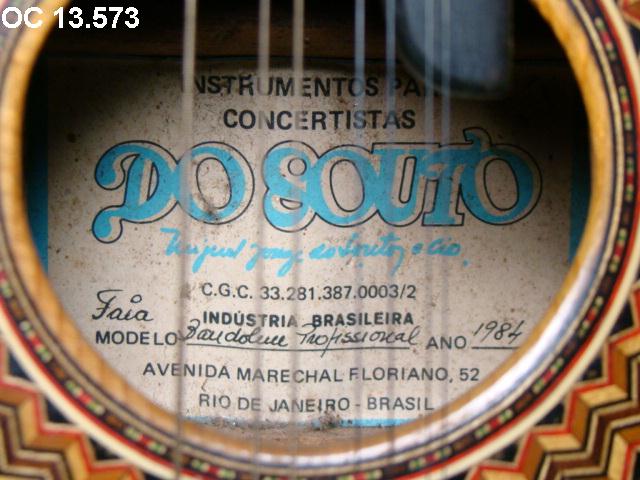 OC 13.573
INSTRUMENTOS PA
CONCERTISTAS
DO SOUTO
C.G.C. 33.281.387.0003/2
Faia
INDÚSTRIA BRASILEIRA
MODELO Bandolim Profissional ANO 1984
AVENIDA MARECHAL FLORIANO, 52
RIO DE JANEIRO - BRASIL